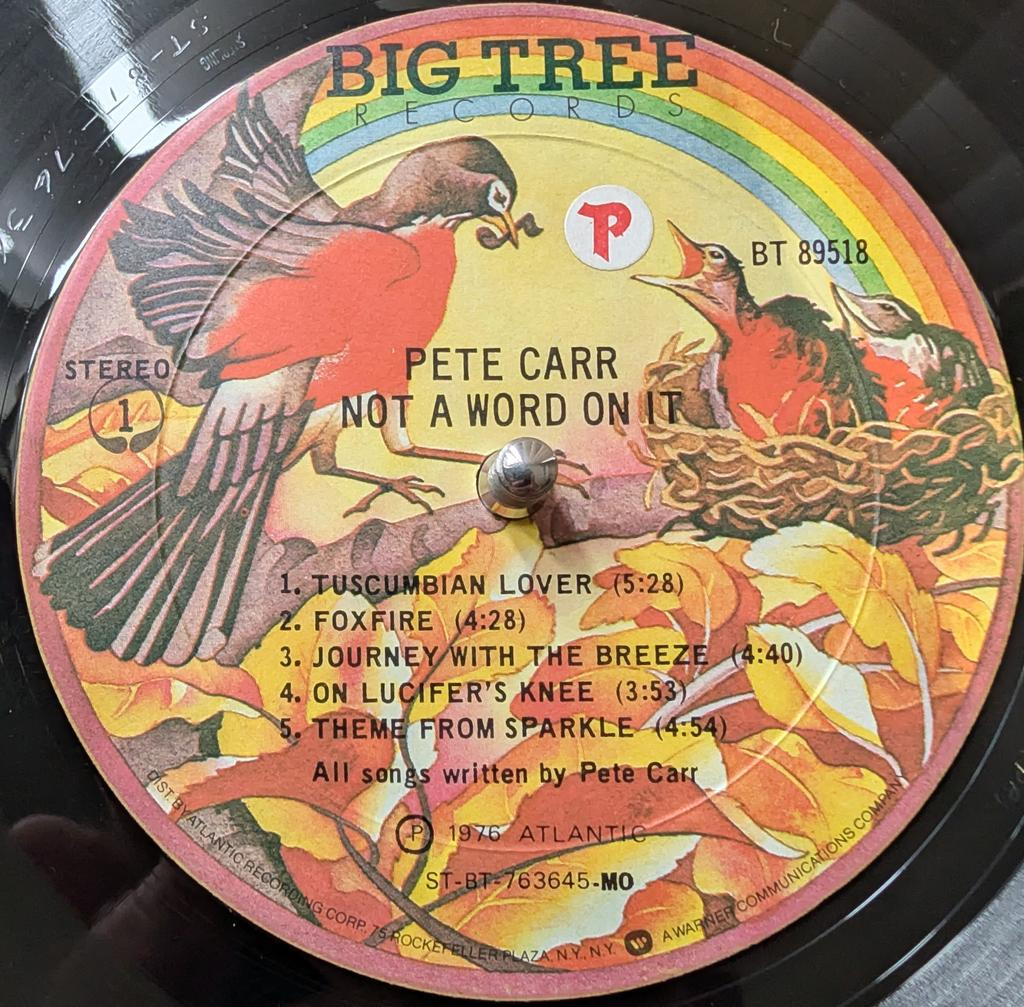 BIG TREE
RECORDS
P
BT 89518
STEREO
1
PETE CARR
NOT A WORD ON IT
1. TUSCUMBIAN LOVER (5:28)
2. FOXFIRE (4:28)
3. JOURNEY WITH THE BREEZE (4:40)
4. ON LUCIFER'S KNEE (3:53)
5. THEME FROM SPARKLE (4:54)
All songs written by Pete Carr
Ⓟ 1976 ATLANTIC
ST-BT-763645-MO
DIST. BY ATLANTIC RECORDING CORP. 75 ROCKEFELLER PLAZA, N.Y., N.Y. A WARNER COMMUNICATIONS COMPANY